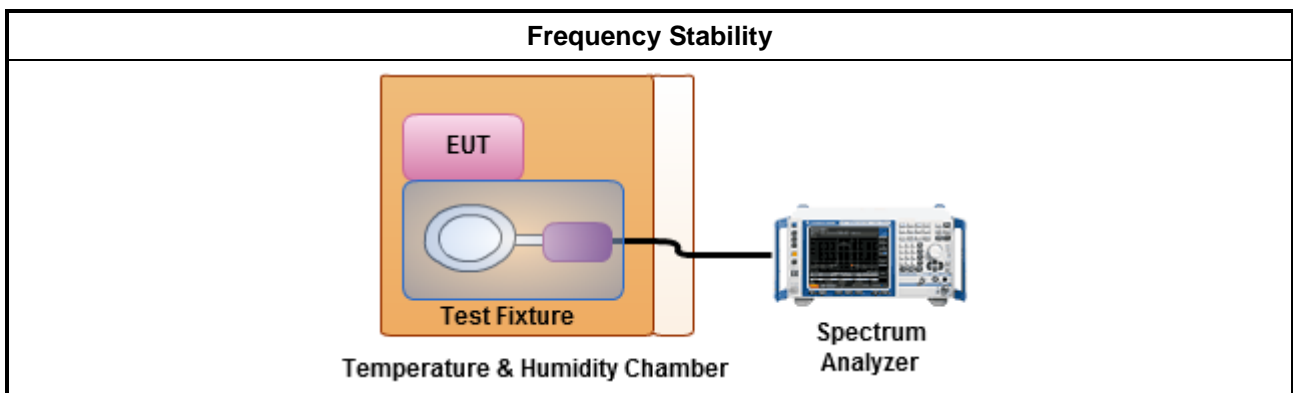 Frequency Stability
EUT
Test Fixture
Temperature & Humidity Chamber
Spectrum
Analyzer